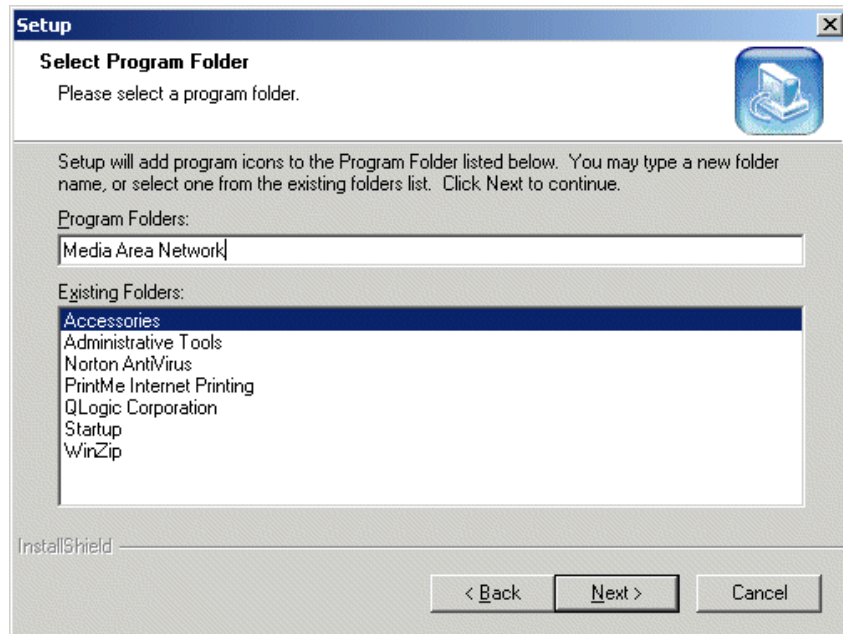 Setup
Select Program Folder
Please select a program folder.
Setup will add program icons to the Program Folder listed below.  You may type a new folder
name, or select one from the existing folders list.  Click Next to continue.
Program Folders:
Media Area Network
Existing Folders:
Accessories
Administrative Tools
Norton AntiVirus
PrintMe Internet Printing
QLogic Corporation
Startup
WinZip
InstallShield
< Back
Next >
Cancel